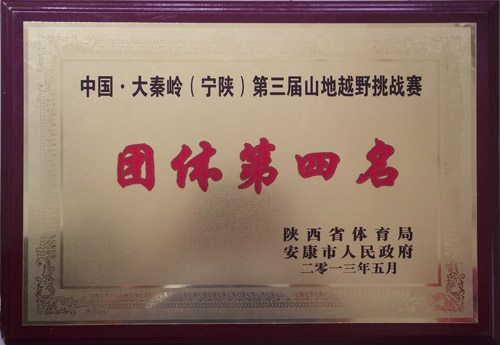 中国·大秦岭（宁陕）第三届山地越野挑战赛
团体第四名
陕西省体育局
安康市人民政府
二零一三年五月